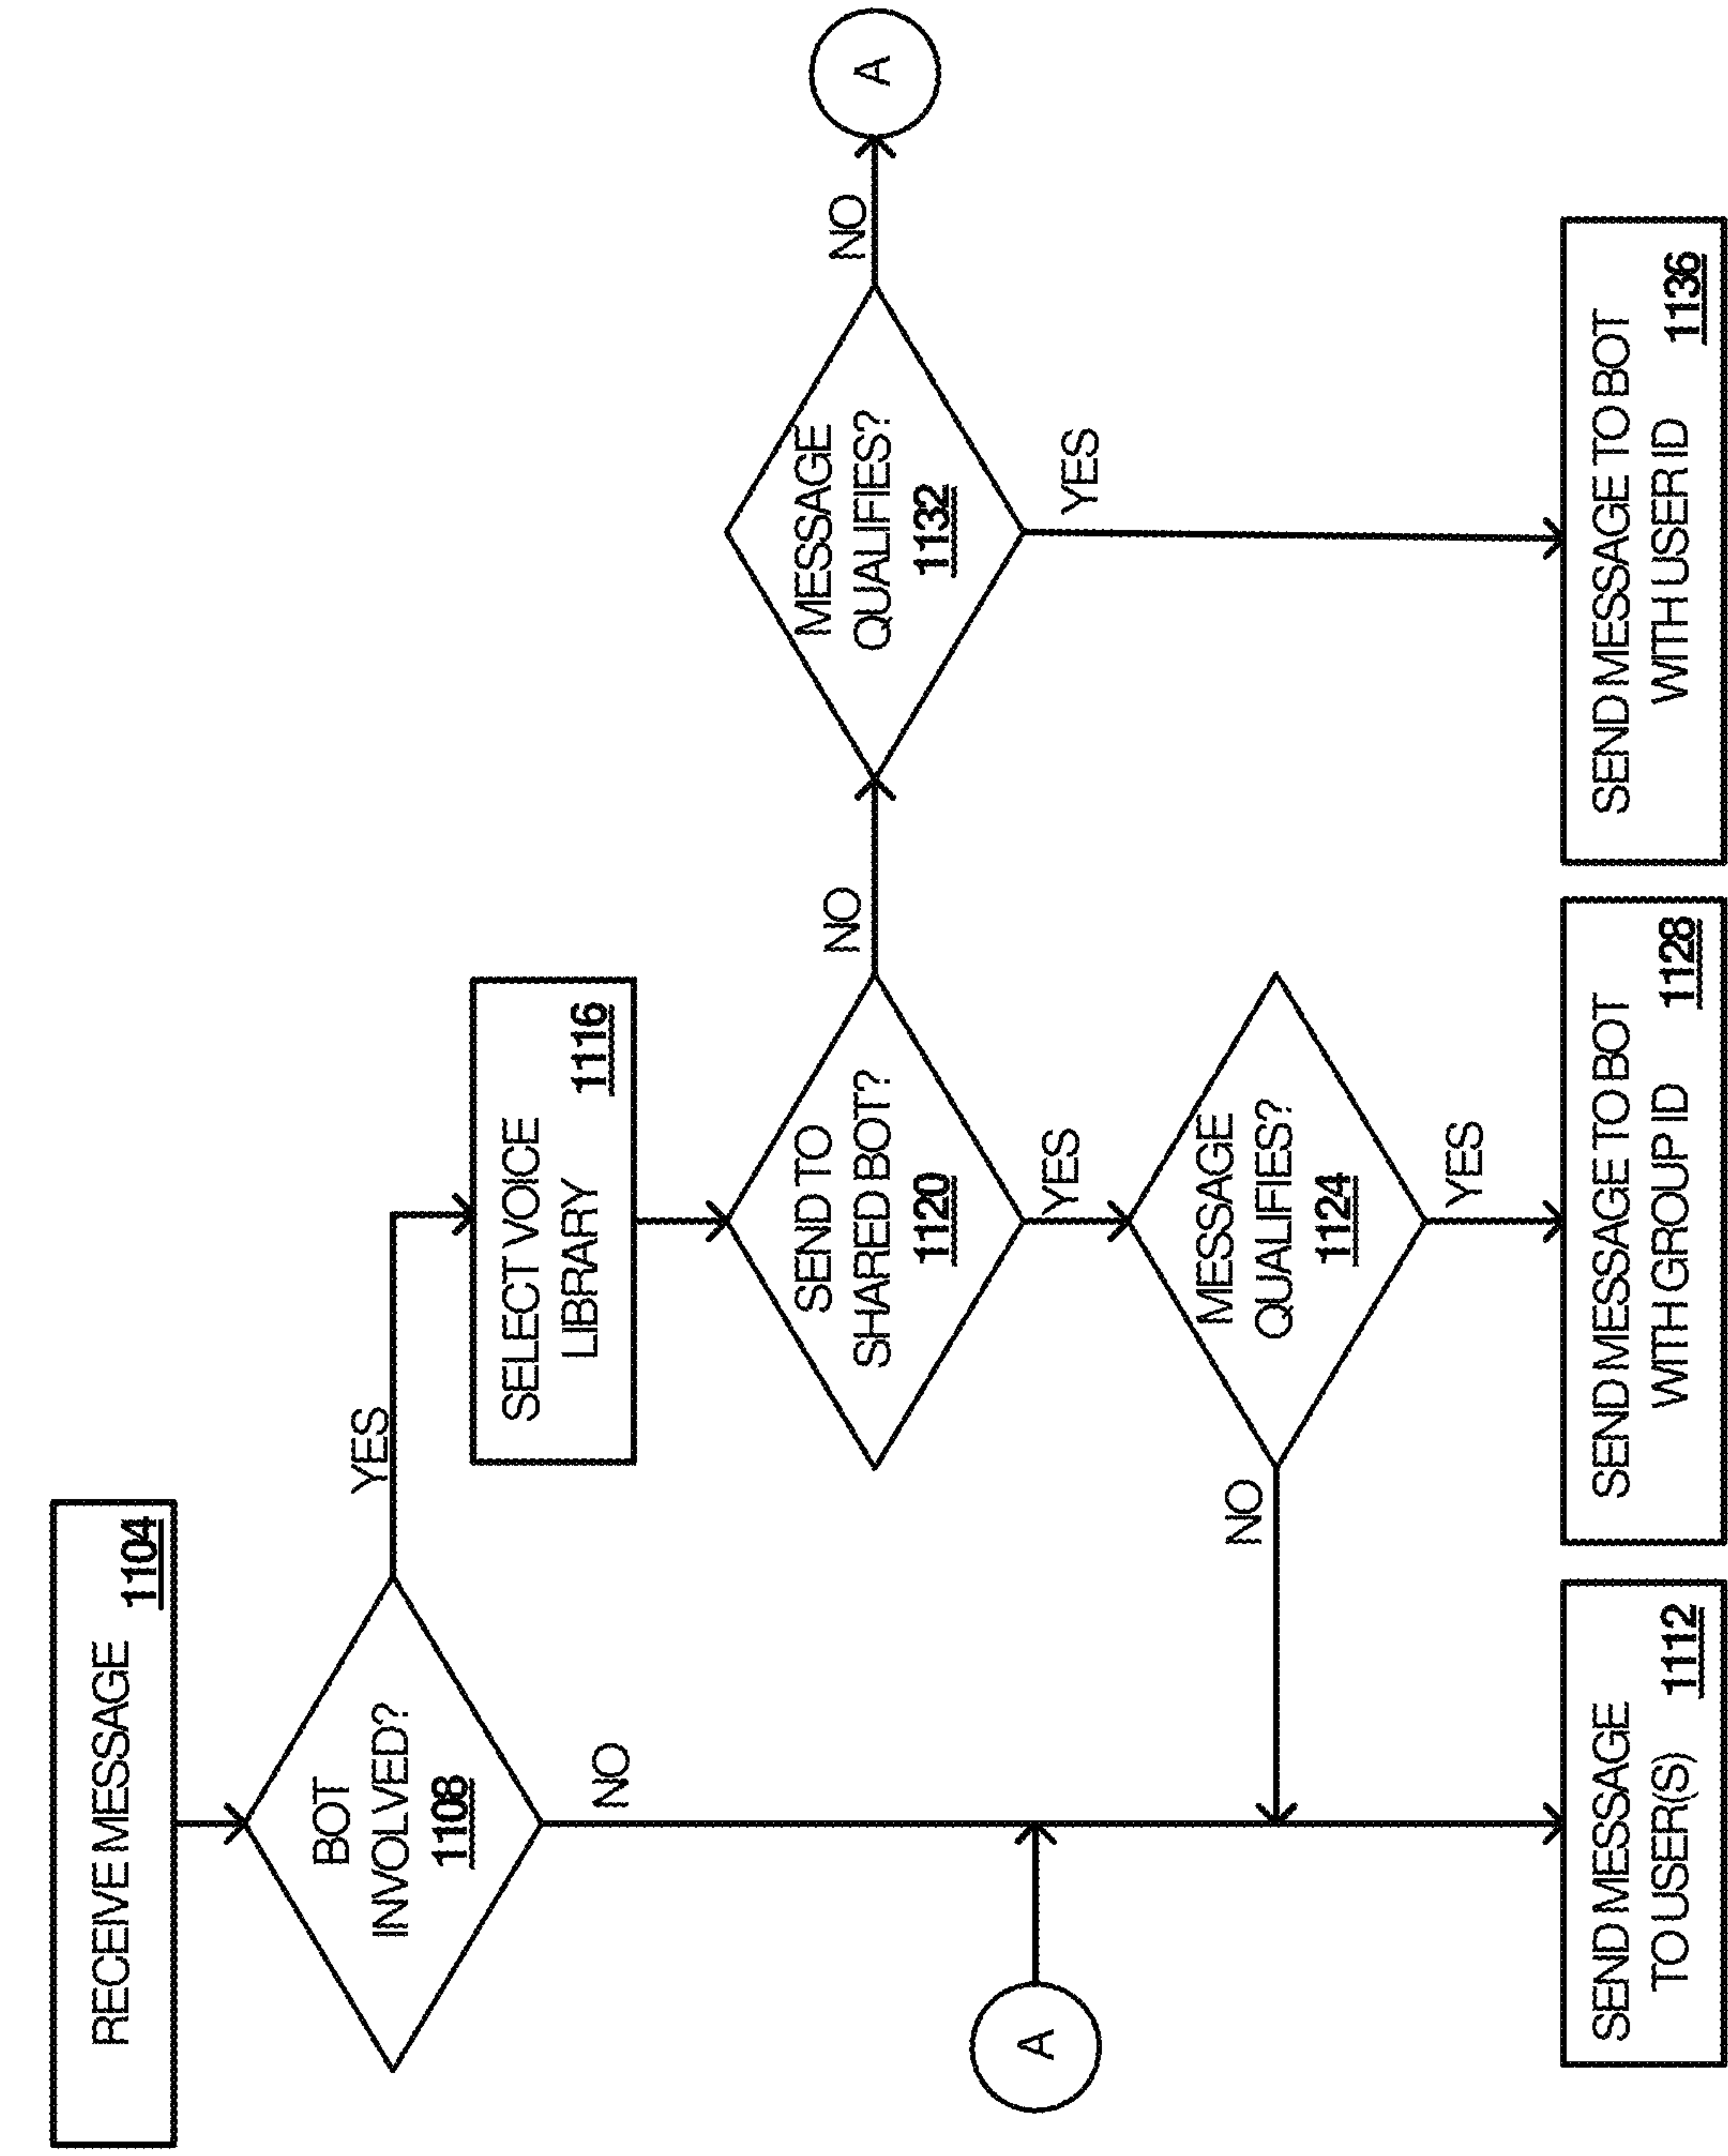 RECEIVE MESSAGE
1104
BOT
INVOLVED?
1108
YES
NO
SELECT VOICE
LIBRARY
1116
SEND TO
SHARED BOT?
1120
NO
YES
MESSAGE
QUALIFIES?
1132
NO
A
YES
MESSAGE
QUALIFIES?
1124
NO
YES
A
SEND MESSAGE
TO USER(S)
1112
SEND MESSAGE TO BOT
WITH GROUP ID
1128
SEND MESSAGE TO BOT
WITH USER ID
1136